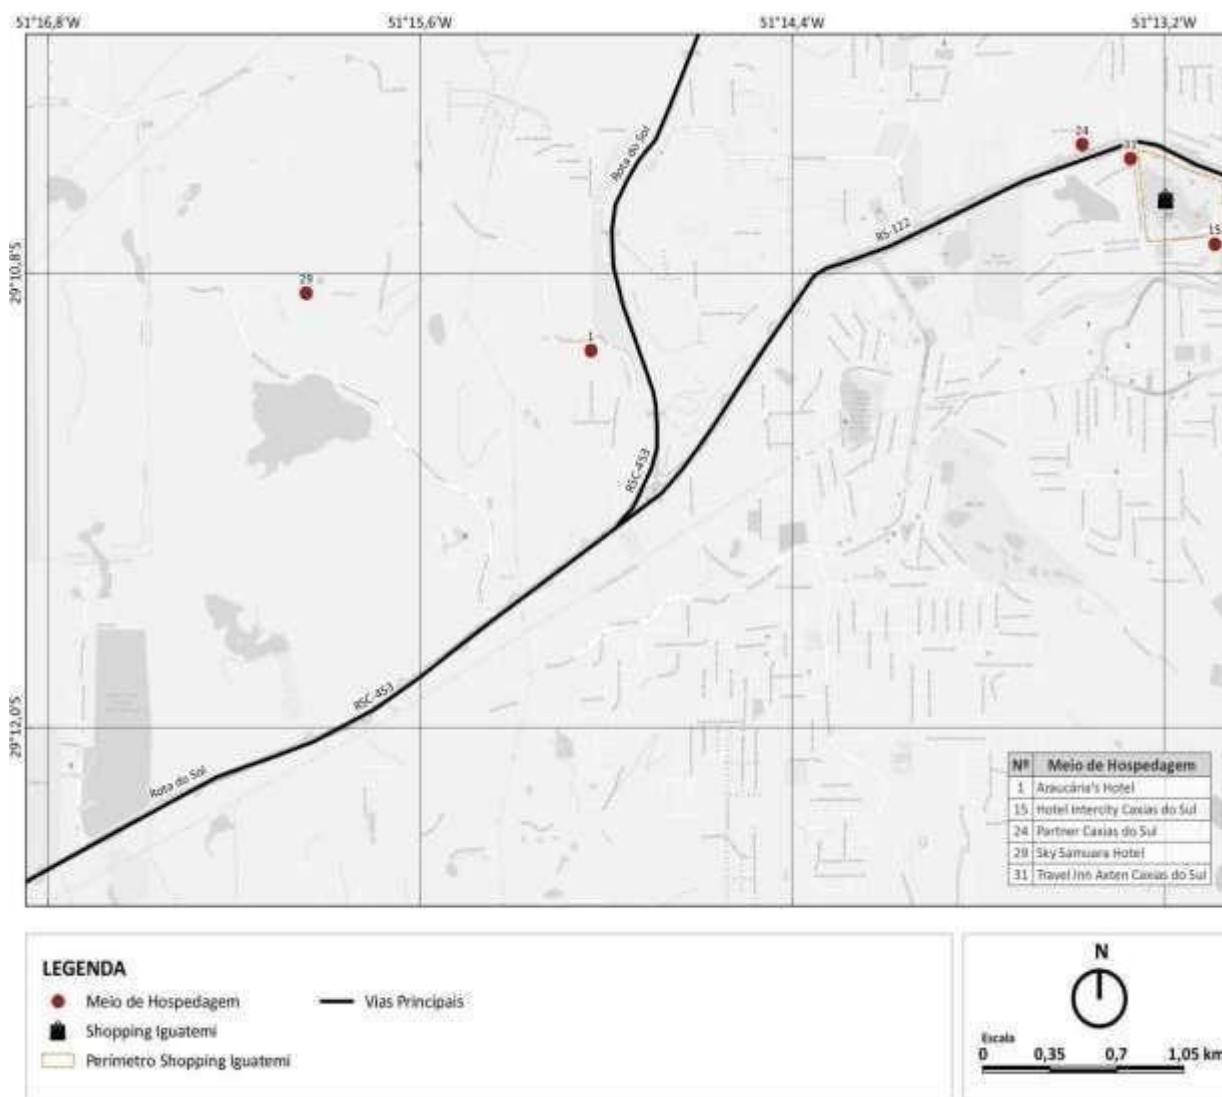 51°16,8'W 51°15,6'W 51°14,4'W 51°13,2'W
Rota do Sol
24
31
RS-122
15
29°10,8'S
29
1
RSC-453
RSC-453
29°12,0'S
Rota do Sol
Nº Meio de Hospedagem
1 Araucária's Hotel
15 Hotel Intercity Caxias do Sul
24 Partner Caxias do Sul
29 Sky Samuara Hotel
31 Travel Inn Axten Caxias do Sul
LEGENDA
Meio de Hospedagem
Vias Principais
Shopping Iguatemi
Perímetro Shopping Iguatemi
N
Escala
0 0,35 0,7 1,05 km